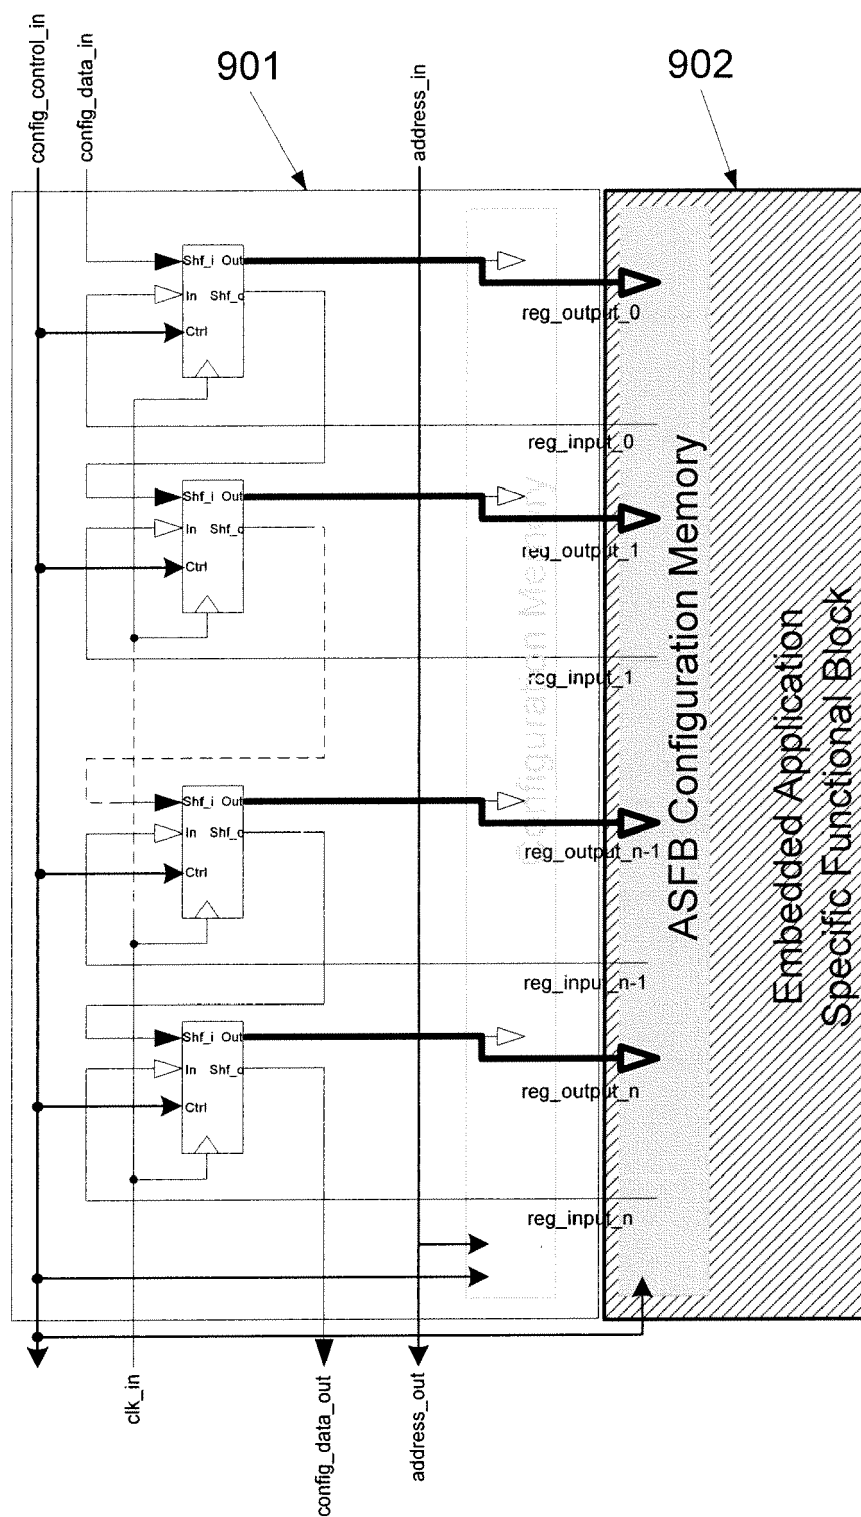 config_control_in
config_data_in
901
address_in
902
Shf_i Out
In Shf_o
Ctrl
reg_output_0
reg_input_0
Shf_i Out
In Shf_o
Ctrl
reg_output_1
reg_input_1
Configuration Memory
ASFB Configuration Memory
Embedded Application
Specific Functional Block
Shf_i Out
In Shf_o
Ctrl
reg_output_n-1
reg_input_n-1
Shf_i Out
In Shf_o
Ctrl
reg_output_n
reg_input_n
clk_in
config_data_out
address_out